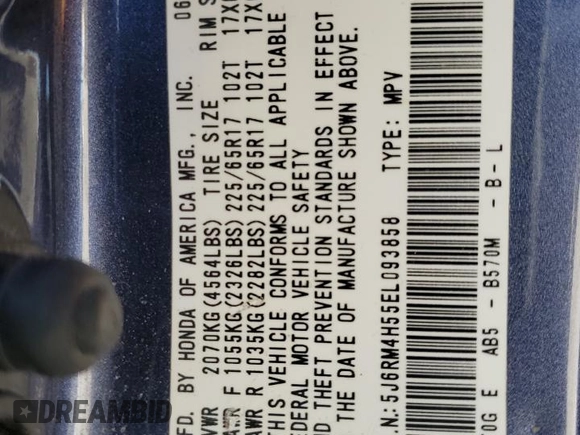 FD. BY HONDA OF AMERICA MFG., INC. 06
VWR 2070KG(4564LBS) TIRE SIZE RIM S
AWR F 1055KG(2326LBS) 225/65R17 102T 17X
AWR R 1035KG(2282LBS) 225/65R17 102T 17X
THIS VEHICLE CONFORMS TO ALL APPLICABLE
EDERAL MOTOR VEHICLE SAFETY
ND THEFT PREVENTION STANDARDS IN EFFECT
THE DATE OF MANUFACTURE SHOWN ABOVE.
.N:5J6RM4H55EL093858 TYPE: MPV
0G E AB5 - B570M - B - L
DREAMBID